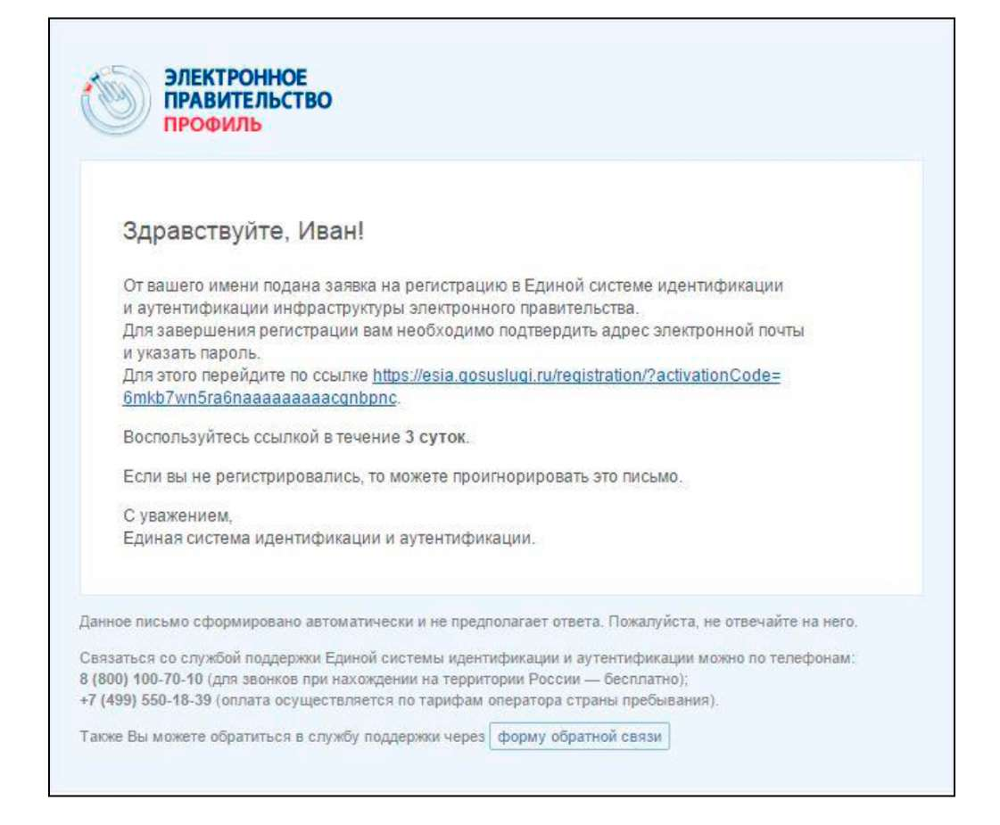 ЭЛЕКТРОННОЕ
ПРАВИТЕЛЬСТВО
ПРОФИЛЬ
Здравствуйте, Иван!
От вашего имени подана заявка на регистрацию в Единой системе идентификации
и аутентификации инфраструктуры электронного правительства.
Для завершения регистрации вам необходимо подтвердить адрес электронной почты
и указать пароль.
Для этого перейдите по ссылке https://esia.gosuslugi.ru/registration/?activationCode=
6mkb7wn5ra6naaaaaaaaacgnbpnc.
Воспользуйтесь ссылкой в течение 3 суток.
Если вы не регистрировались, то можете проигнорировать это письмо.
С уважением,
Единая система идентификации и аутентификации.
Данное письмо сформировано автоматически и не предполагает ответа. Пожалуйста, не отвечайте на него.
Связаться со службой поддержки Единой системы идентификации и аутентификации можно по телефонам:
8 (800) 100-70-10 (для звонков при нахождении на территории России — бесплатно);
+7 (499) 550-18-39 (оплата осуществляется по тарифам оператора страны пребывания).
Также Вы можете обратиться в службу поддержки через форму обратной связи